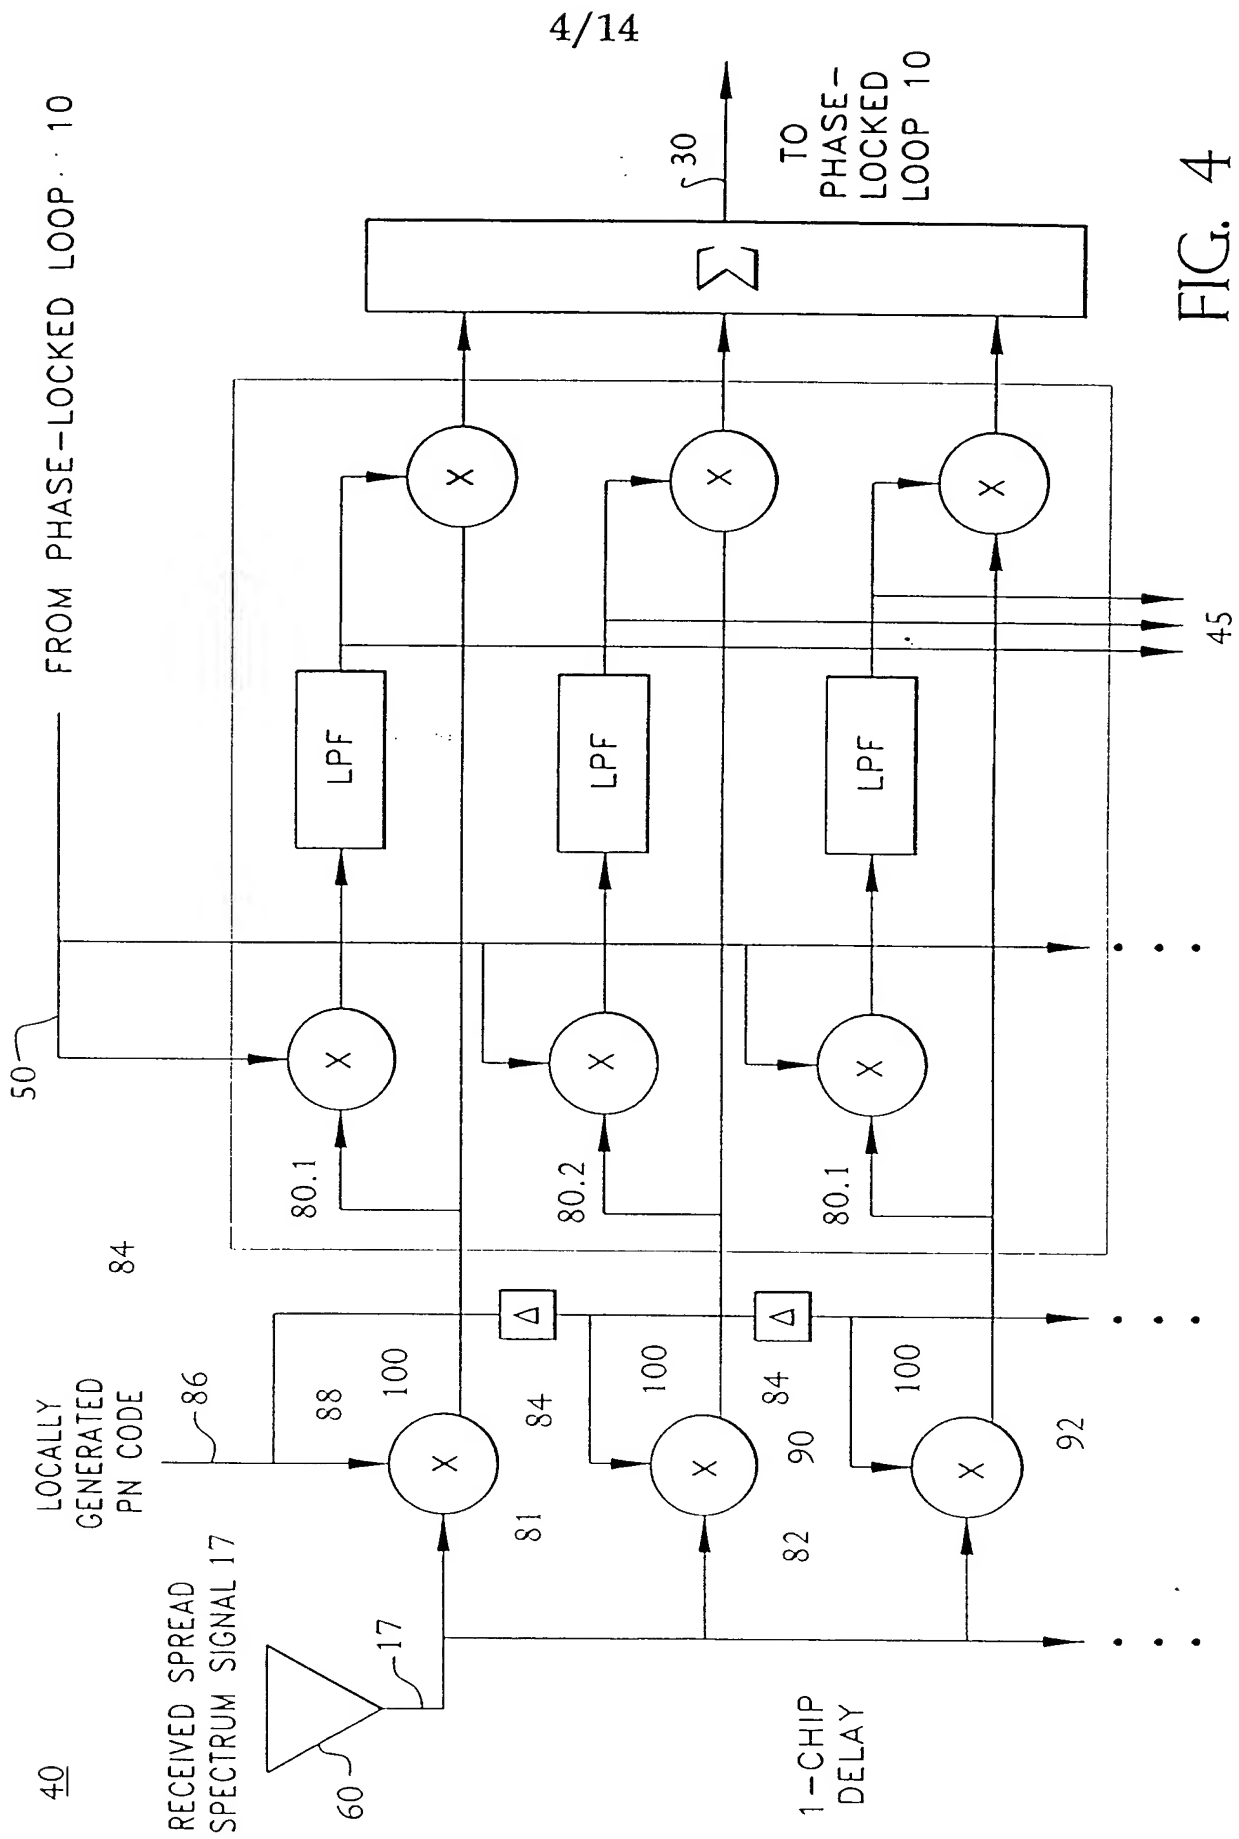 4/14
40
RECEIVED SPREAD
SPECTRUM SIGNAL 17
60
17
LOCALLY
GENERATED
PN CODE
86
84
50
FROM PHASE-LOCKED LOOP 10
88
100
X
81
Δ
84
80.1
X
LPF
X
100
X
82
90
Δ
84
80.2
X
LPF
X
100
X
92
80.1
X
LPF
X
45
Σ
30
TO
PHASE-
LOCKED
LOOP 10
1-CHIP
DELAY
FIG. 4